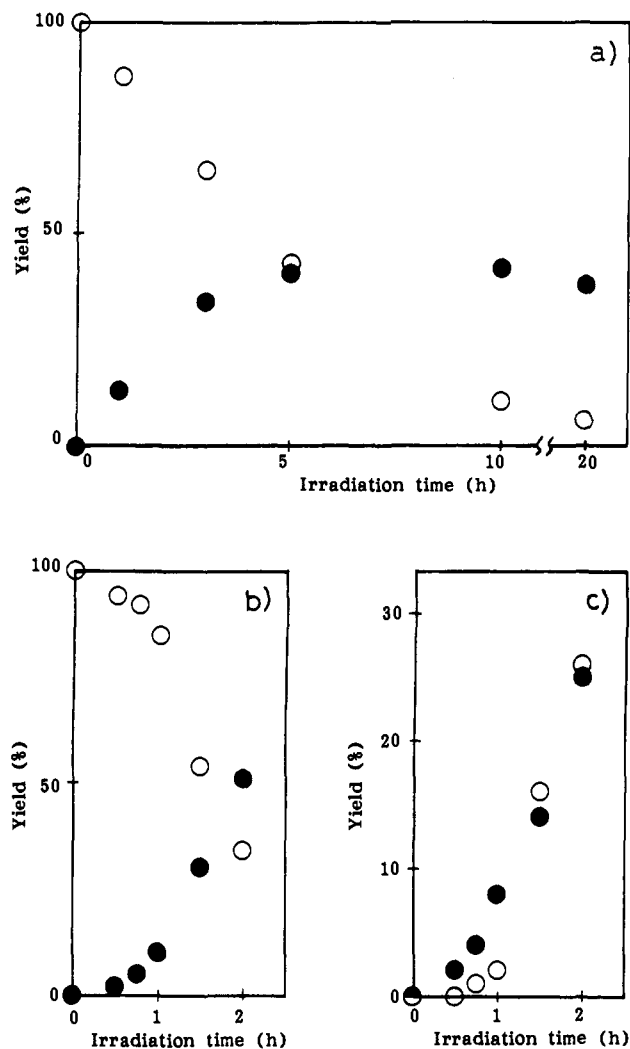 100
a)
Yield (%)
50
0
0 5 10 20
Irradiation time (h)
100
b)
Yield (%)
50
0
0 1 2
Irradiation time (h)
c)
30
Yield (%)
20
10
0
0 1 2
Irradiation time (h)